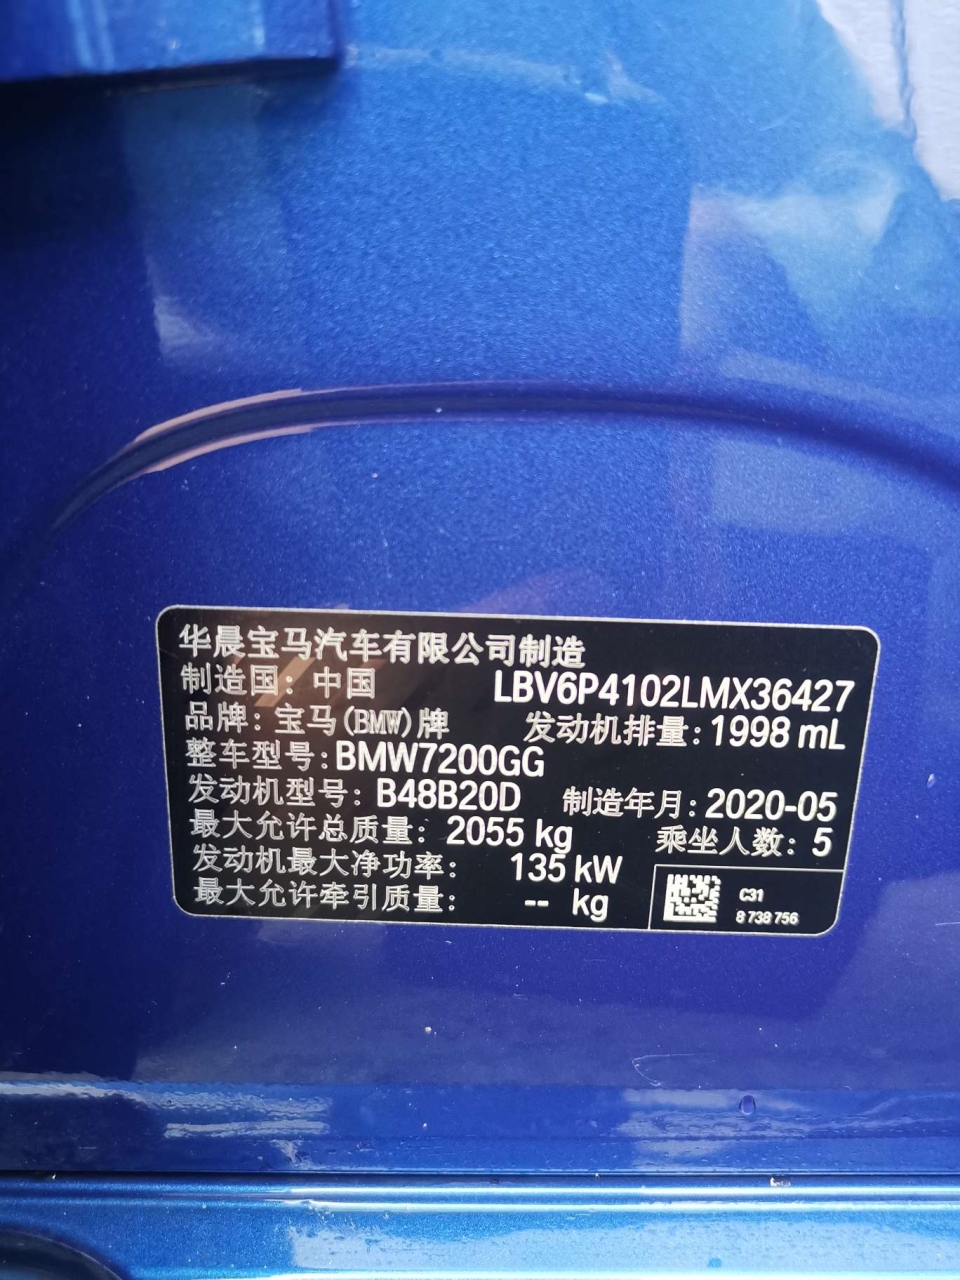 华晨宝马汽车有限公司制造
制造国：中国 LBV6P4102LMX36427
品牌：宝马(BMW)牌 发动机排量：1998 mL
整车型号：BMW7200GG
发动机型号：B48B20D 制造年月：2020-05
最大允许总质量：2055 kg 乘坐人数：5
发动机最大净功率：135 kW
最大允许牵引质量：-- kg
C31
8 738 756